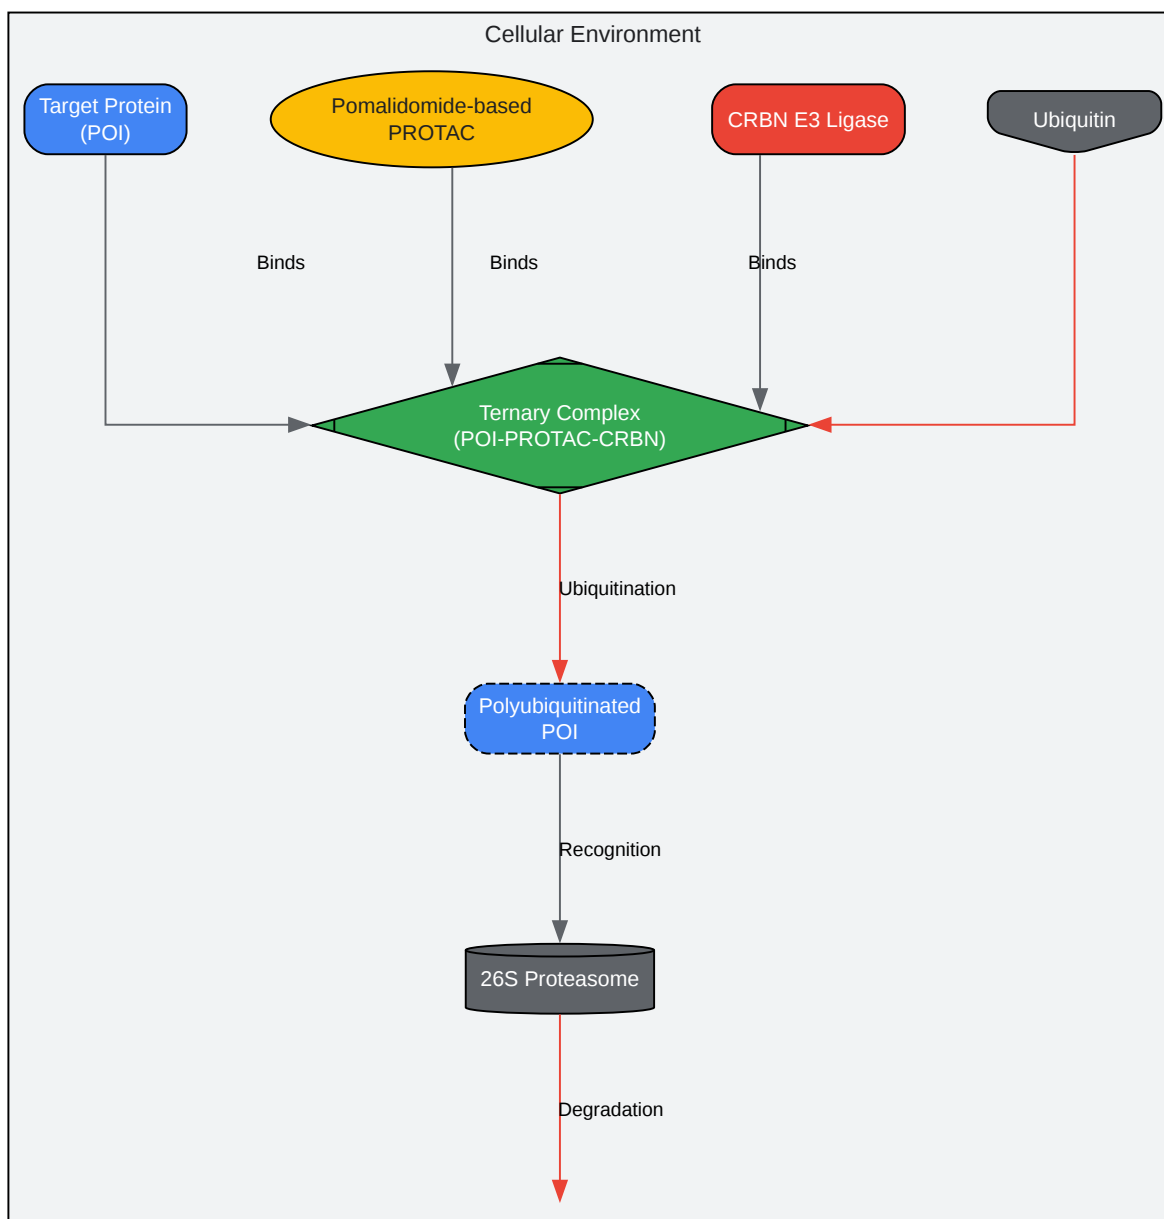 Cellular Environment
Target Protein
(POI)
Pomalidomide-based
PROTAC
CRBN E3 Ligase
Ubiquitin
Binds
Binds
Binds
Ternary Complex
(POI-PROTAC-CRBN)
Ubiquitination
Polyubiquitinated
POI
Recognition
26S Proteasome
Degradation